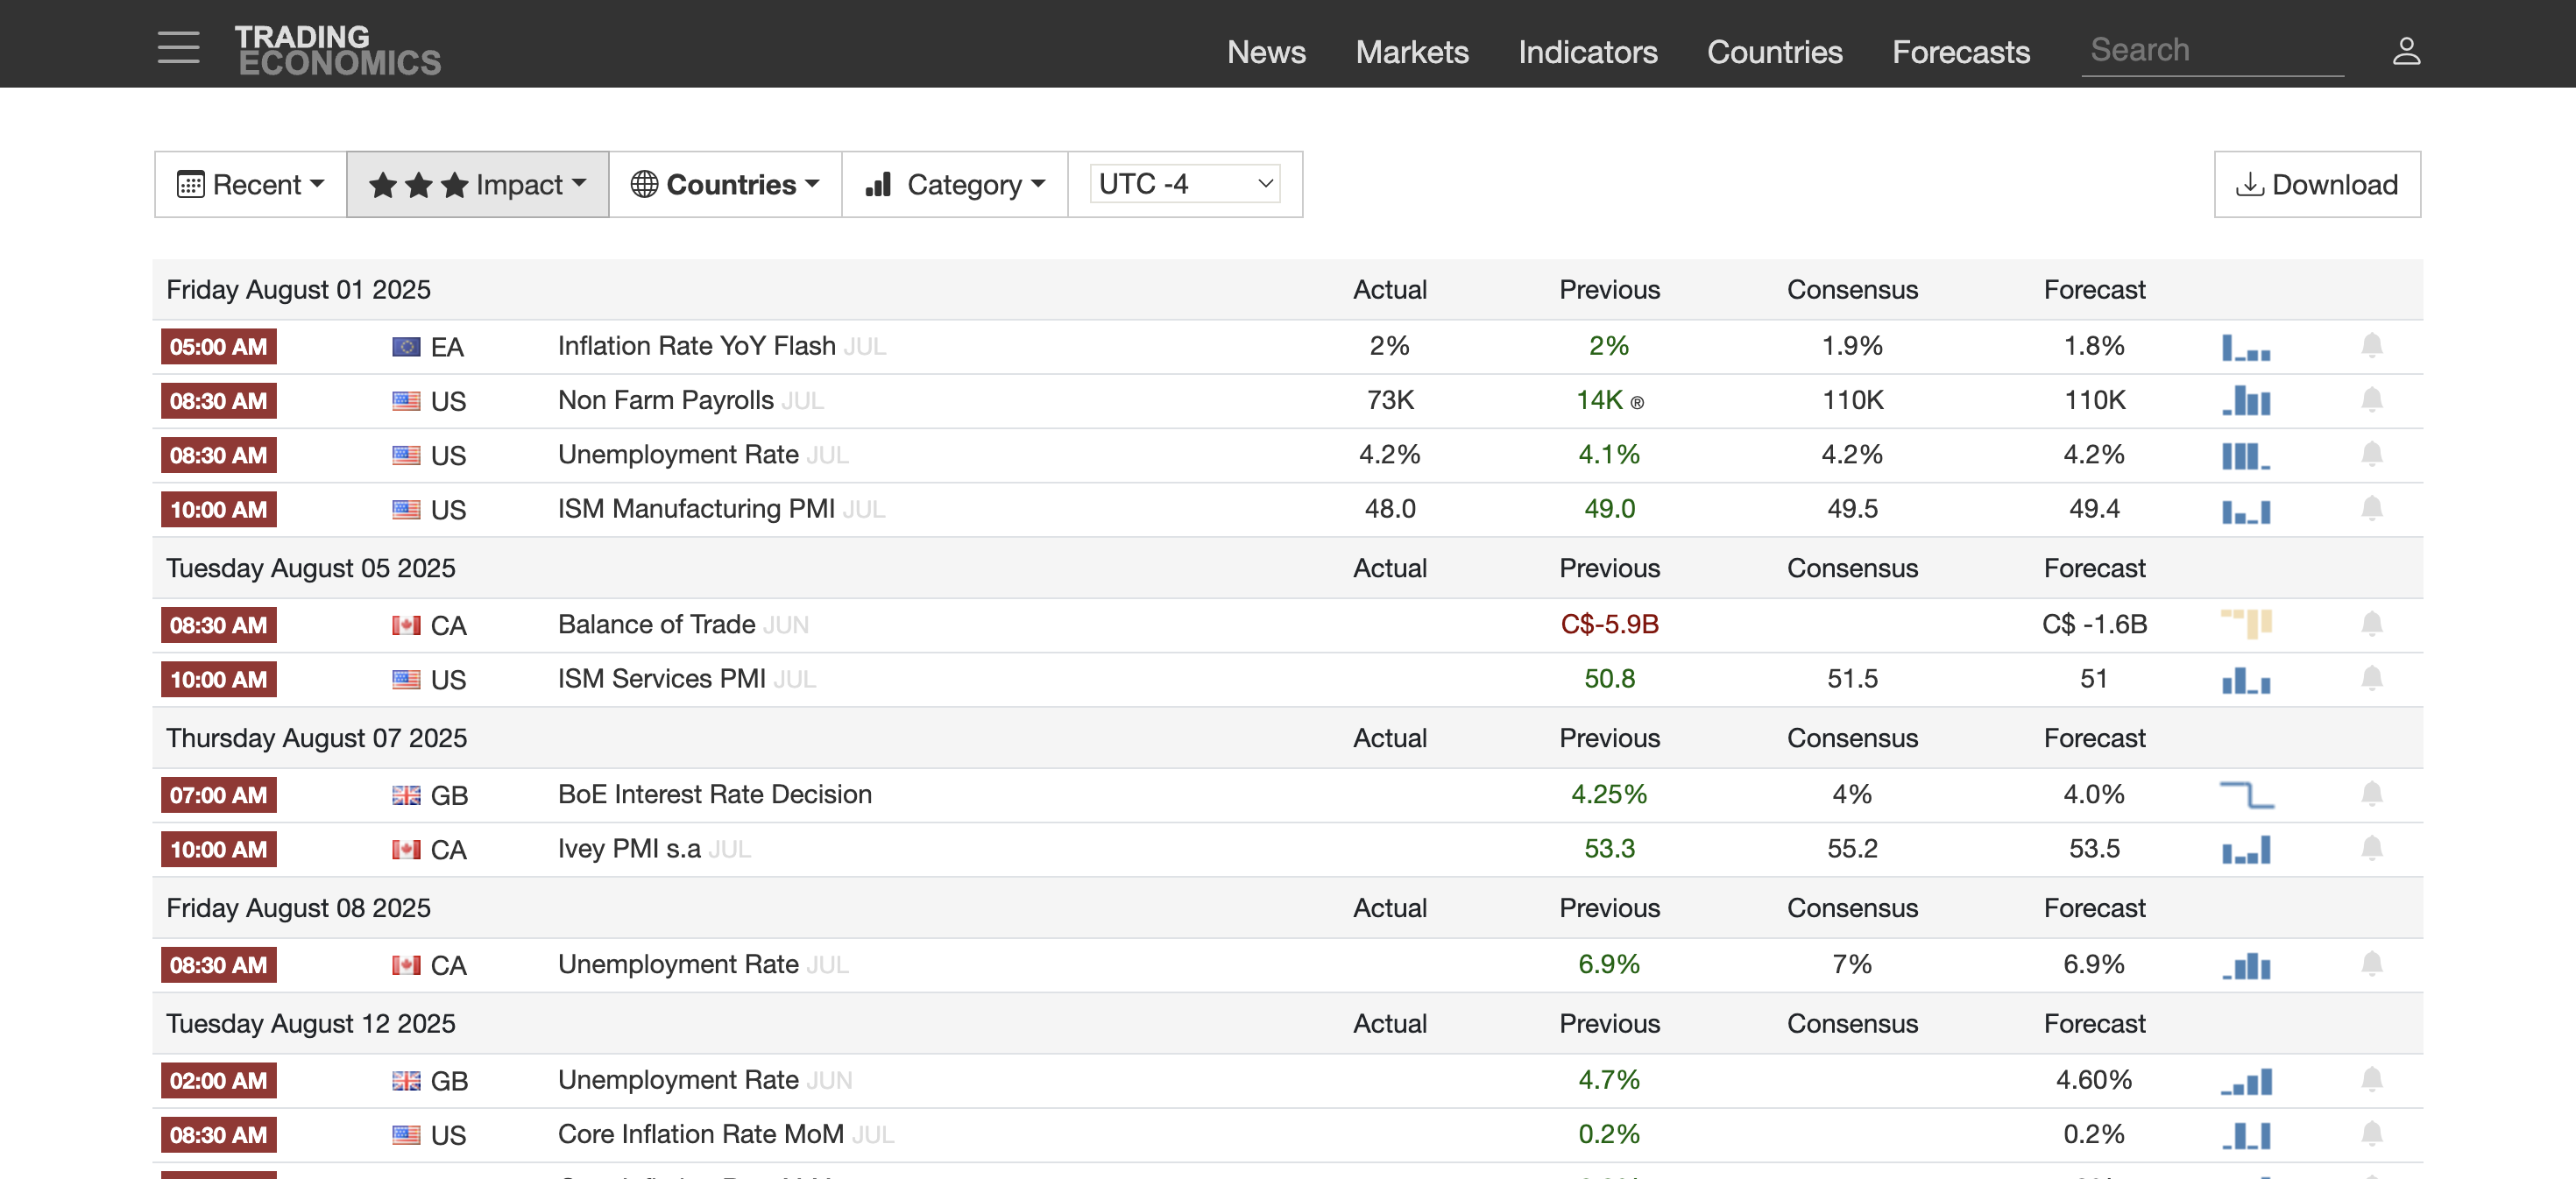 TRADING
ECONOMICS
News Markets Indicators Countries Forecasts Search
Recent Impact Countries Category UTC -4 Download
Friday August 01 2025 Actual Previous Consensus Forecast
05:00 AM EA Inflation Rate YoY Flash JUL 2% 2% 1.9% 1.8%
08:30 AM US Non Farm Payrolls JUL 73K 14K ® 110K 110K
08:30 AM US Unemployment Rate JUL 4.2% 4.1% 4.2% 4.2%
10:00 AM US ISM Manufacturing PMI JUL 48.0 49.0 49.5 49.4
Tuesday August 05 2025 Actual Previous Consensus Forecast
08:30 AM CA Balance of Trade JUN C$-5.9B C$ -1.6B
10:00 AM US ISM Services PMI JUL 50.8 51.5 51
Thursday August 07 2025 Actual Previous Consensus Forecast
07:00 AM GB BoE Interest Rate Decision 4.25% 4% 4.0%
10:00 AM CA Ivey PMI s.a JUL 53.3 55.2 53.5
Friday August 08 2025 Actual Previous Consensus Forecast
08:30 AM CA Unemployment Rate JUL 6.9% 7% 6.9%
Tuesday August 12 2025 Actual Previous Consensus Forecast
02:00 AM GB Unemployment Rate JUN 4.7% 4.60%
08:30 AM US Core Inflation Rate MoM JUL 0.2% 0.2%